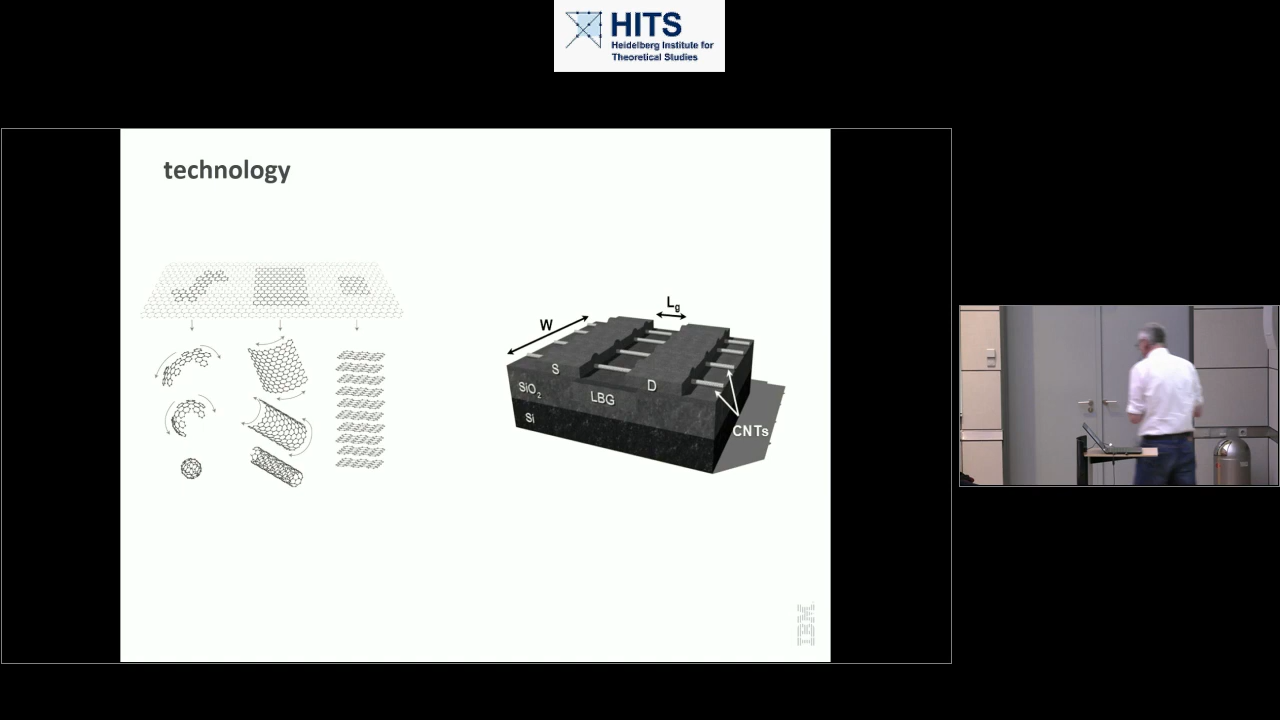 HITS
Heidelberg Institute for
Theoretical Studies
technology
Lg
W
S
D
SiO2
LBG
Si
CNTs
IBM